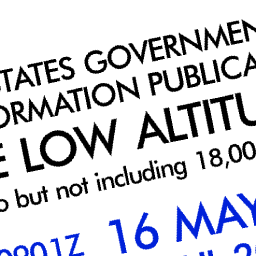 STATES GOVERNMEN
ORMATION PUBLICA
E LOW ALTITU
o but not including 18,00
0901Z 16 MAY